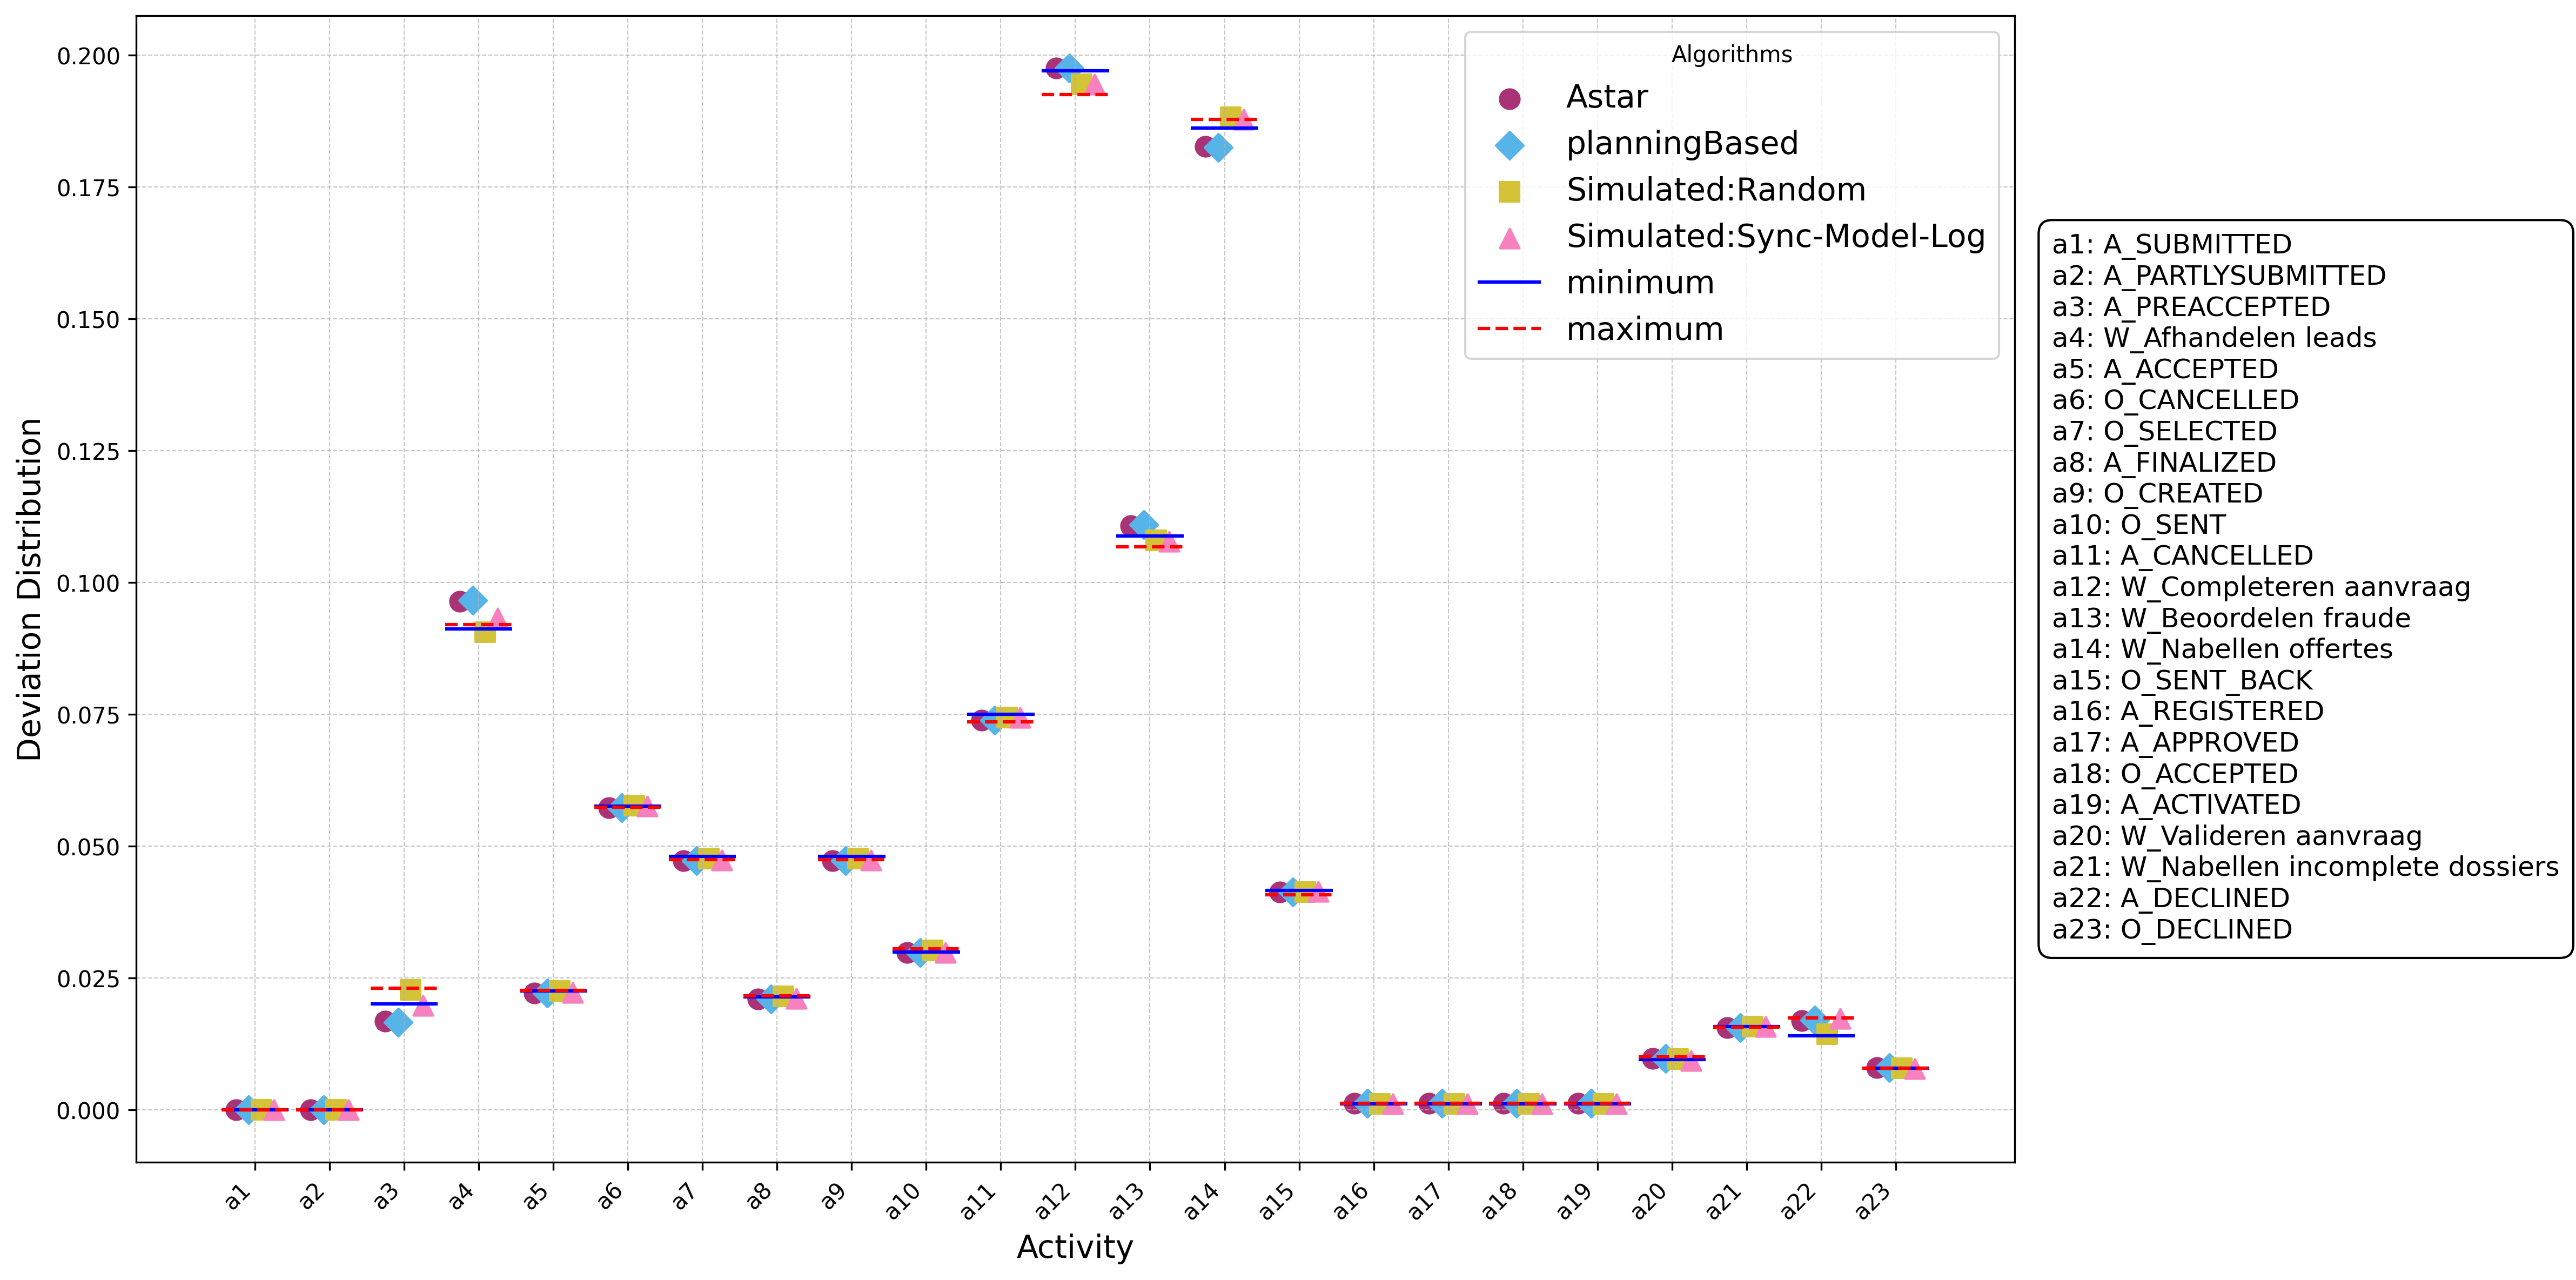 Deviation Distribution
0.200
0.175
0.150
0.125
0.100
0.075
0.050
0.025
0.000
a1
a2
a3
a4
a5
a6
a7
a8
a9
a10
a11
a12
a13
a14
a15
a16
a17
a18
a19
a20
a21
a22
a23
Activity
Algorithms
Astar
planningBased
Simulated:Random
Simulated:Sync-Model-Log
minimum
maximum
a1: A_SUBMITTED
a2: A_PARTLYSUBMITTED
a3: A_PREACCEPTED
a4: W_Afhandelen leads
a5: A_ACCEPTED
a6: O_CANCELLED
a7: O_SELECTED
a8: A_FINALIZED
a9: O_CREATED
a10: O_SENT
a11: A_CANCELLED
a12: W_Completeren aanvraag
a13: W_Beoordelen fraude
a14: W_Nabellen offertes
a15: O_SENT_BACK
a16: A_REGISTERED
a17: A_APPROVED
a18: O_ACCEPTED
a19: A_ACTIVATED
a20: W_Valideren aanvraag
a21: W_Nabellen incomplete dossiers
a22: A_DECLINED
a23: O_DECLINED